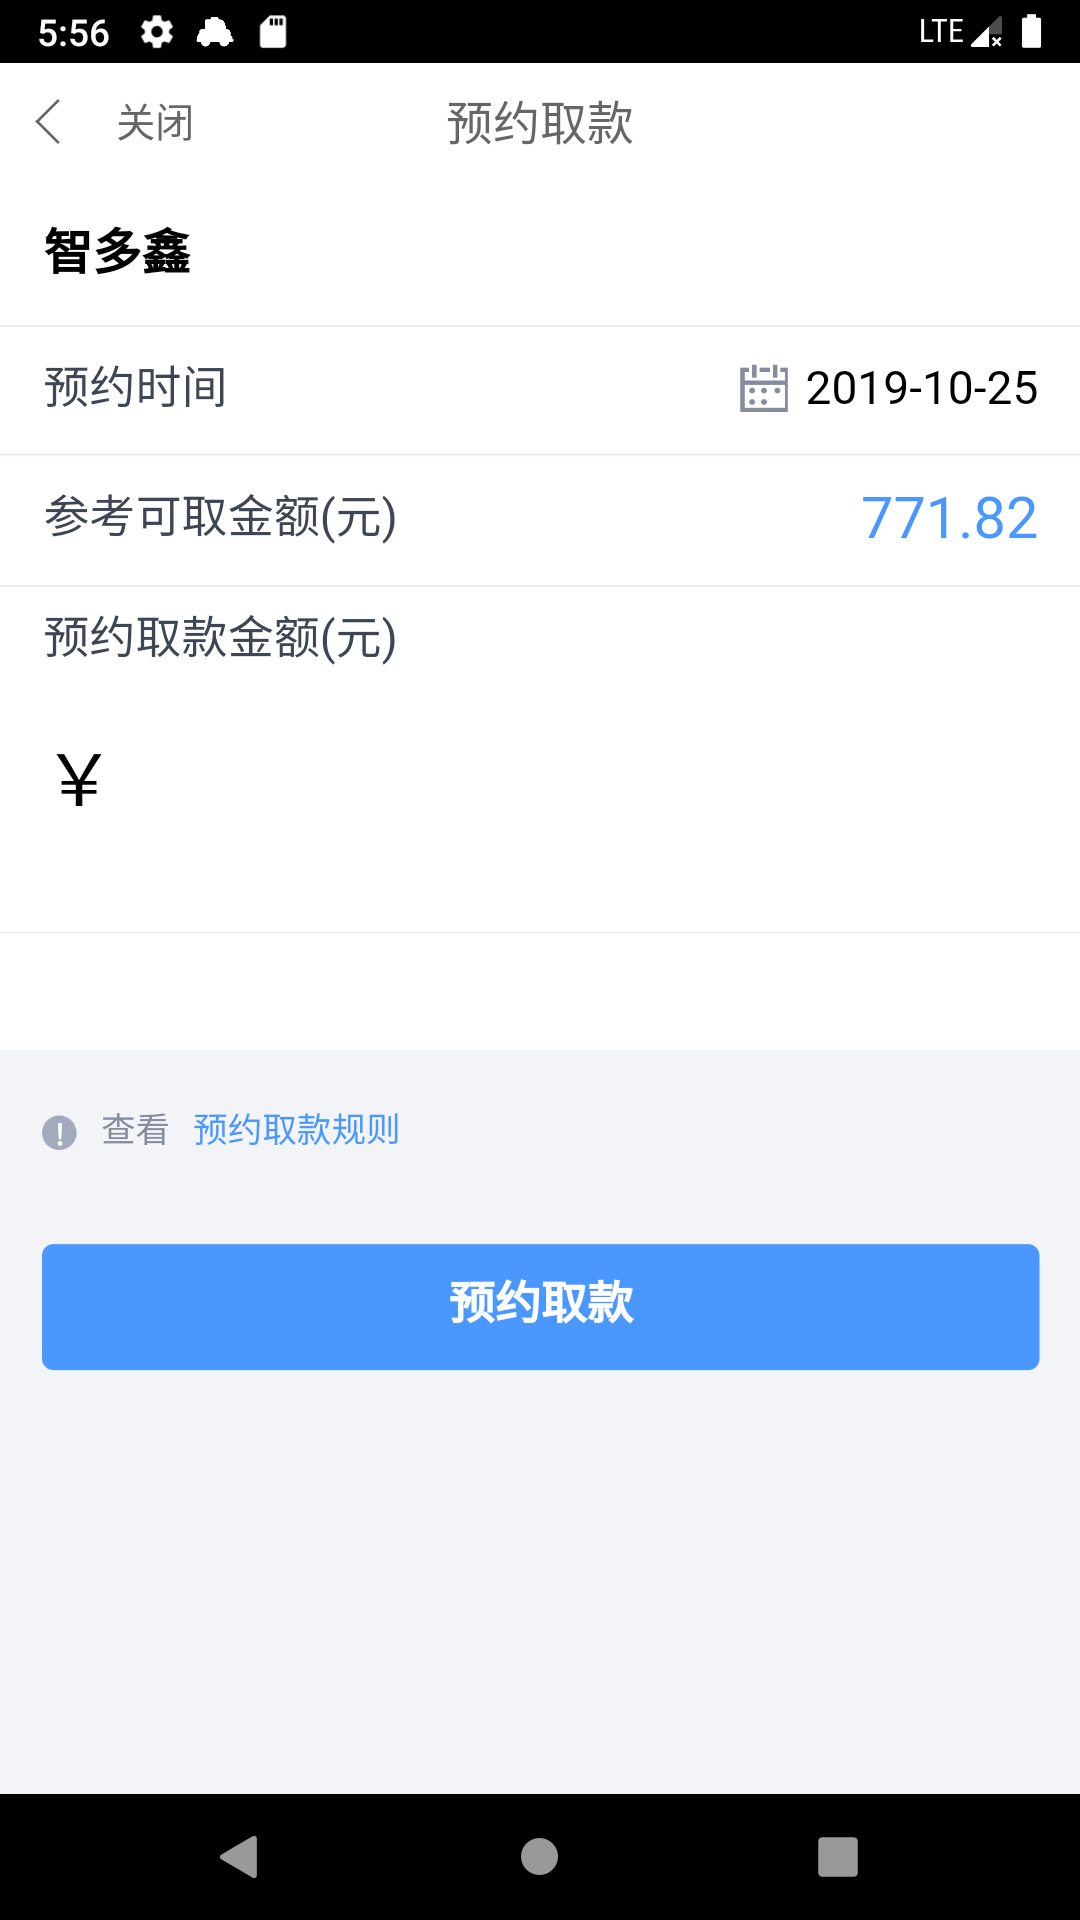 5:56 LTE
关闭 预约取款
智多鑫
预约时间 2019-10-25
参考可取金额(元) 771.82
预约取款金额(元)
¥
查看 预约取款规则
预约取款